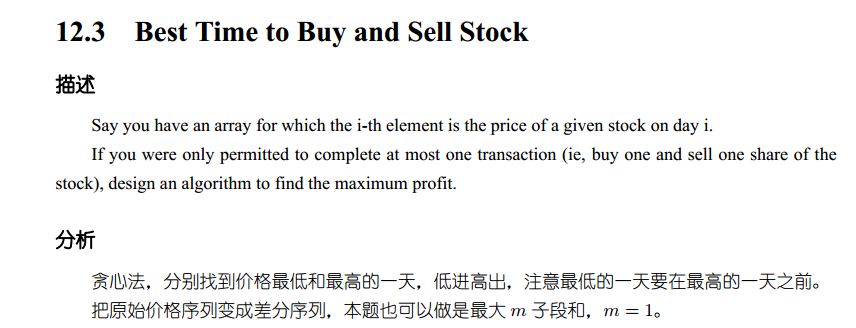 12.3 Best Time to Buy and Sell Stock
描述
Say you have an array for which the i-th element is the price of a given stock on day i.
If you were only permitted to complete at most one transaction (ie, buy one and sell one share of the
stock), design an algorithm to find the maximum profit.
分析
贪心法，分别找到价格最低和最高的一天，低进高出，注意最低的一天要在最高的一天之前。
把原始价格序列变成差分序列，本题也可以做是最大 m 子段和，m = 1。